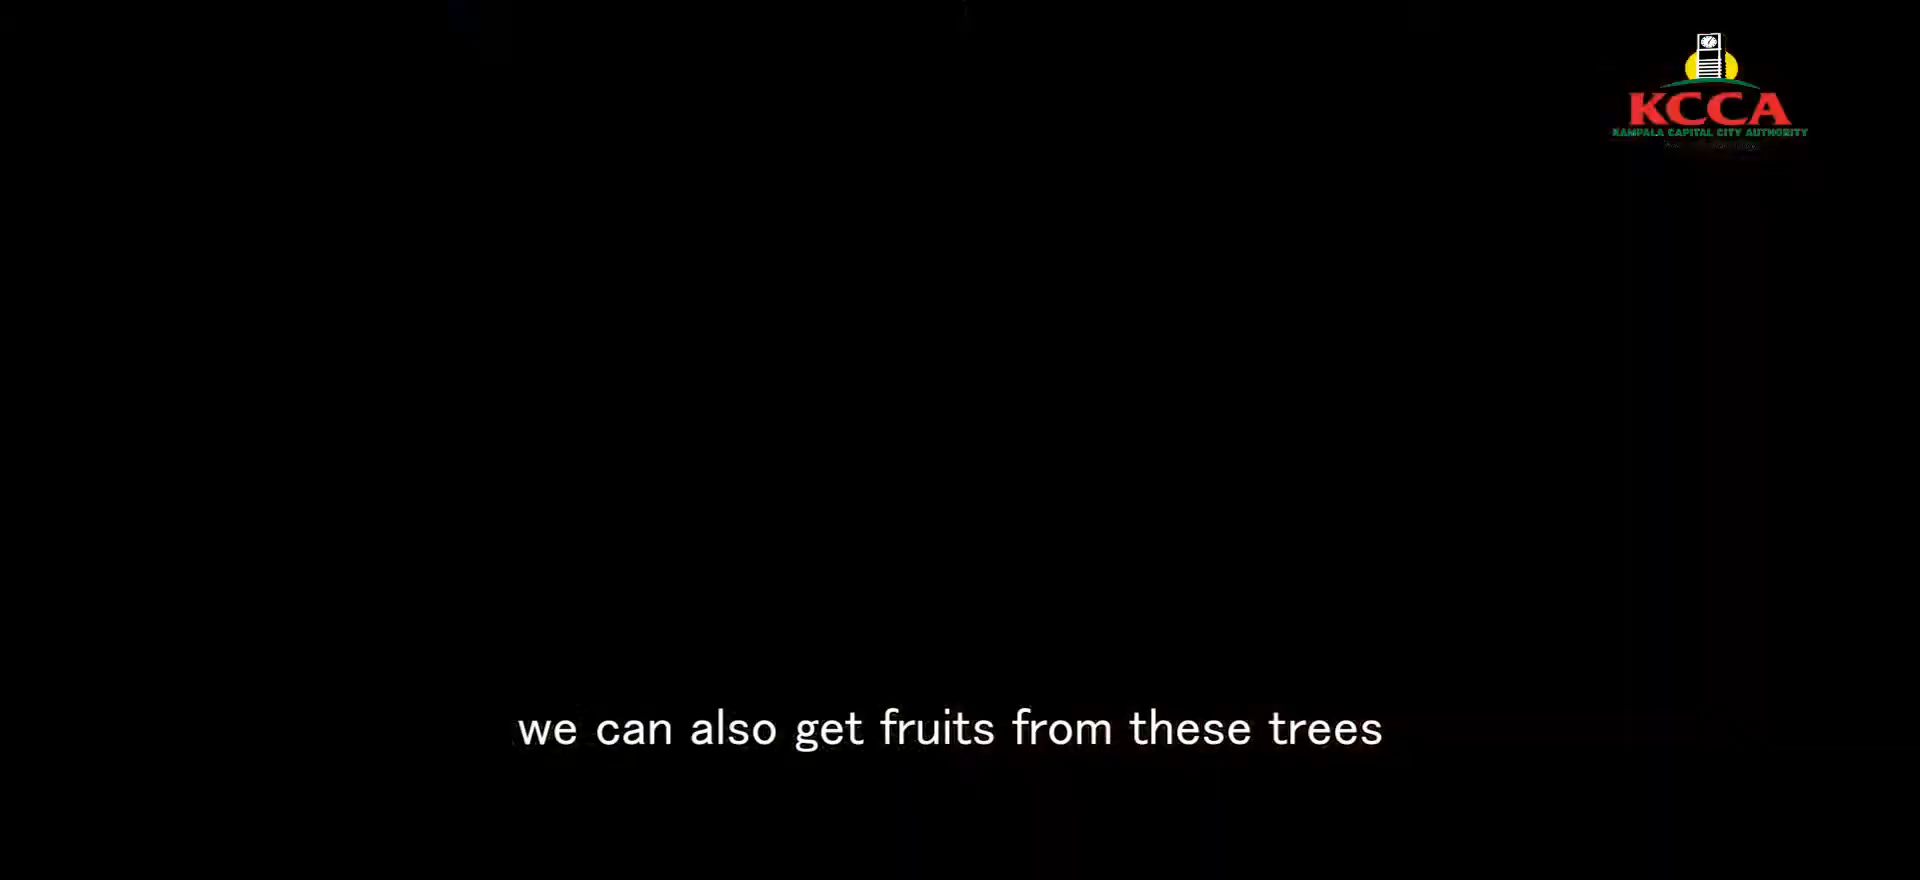 KCCA
KAMPALA CAPITAL CITY AUTHORITY
we can also get fruits from these trees